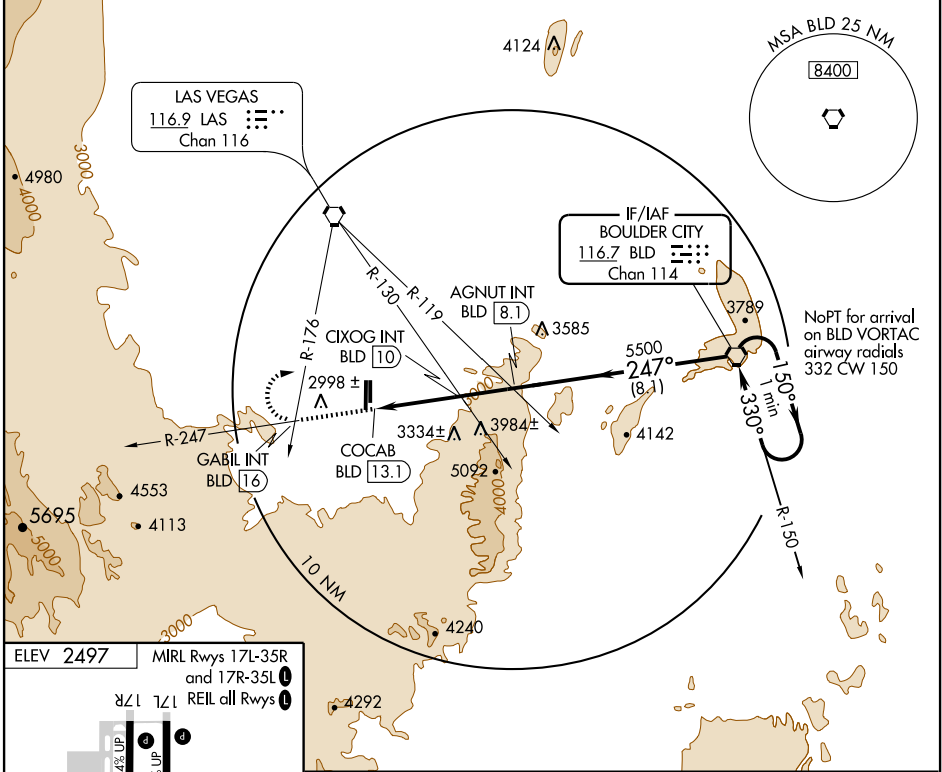 4124
MSA BLD 25 NM
8400
LAS VEGAS
116.9 LAS
Chan 116
3000
4980
4000
IF/IAF
BOULDER CITY
116.7 BLD
Chan 114
R-130
R-119
R-176
AGNUT INT
BLD 8.1
3585
3789
NoPT for arrival
on BLD VORTAC
airway radials
332 CW 150
CIXOG INT
BLD 10
5500
247°
(8.1)
150°
1 min
330°
3000
2998 ±
3334±
3984±
4142
R-247
GABIL INT
BLD 16
COCAB
BLD 13.1
5092
4000
4553
5695
4113
5000
R-150
10 NM
3000
4240
ELEV 2497
MIRL Rwys 17L-35R
and 17R-35L L
REIL all Rwys L
4292
17R
17L
P
P
4% UP
% UP